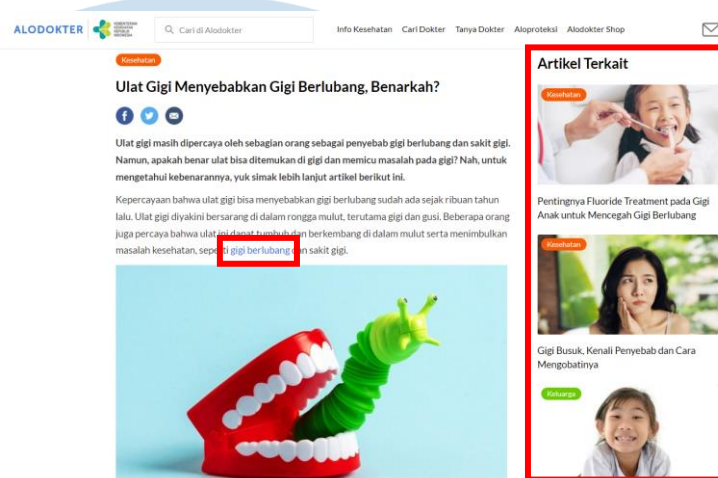 ALODOKTER
KEMENTERIAN KESEHATAN REPUBLIK INDONESIA
Cari di Alodokter
Info Kesehatan Cari Dokter Tanya Dokter Aloproteksi Alodokter Shop
Kesehatan
Ulat Gigi Menyebabkan Gigi Berlubang, Benarkah?
Ulat gigi masih dipercaya oleh sebagian orang sebagai penyebab gigi berlubang dan sakit gigi.
Namun, apakah benar ulat bisa ditemukan di gigi dan memicu masalah pada gigi? Nah, untuk
mengetahui kebenarannya, yuk simak lebih lanjut artikel berikut ini.
Kepercayaan bahwa ulat gigi bisa menyebabkan gigi berlubang sudah ada sejak ribuan tahun
lalu. Ulat gigi diyakini bersarang di dalam rongga mulut, terutama gigi dan gusi. Beberapa orang
juga percaya bahwa ulat ini dapat tumbuh dan berkembang di dalam mulut serta menimbulkan
masalah kesehatan, seperti gigi berlubang dan sakit gigi.
Artikel Terkait
Kesehatan
Pentingnya Fluoride Treatment pada Gigi
Anak untuk Mencegah Gigi Berlubang
Kesehatan
Gigi Busuk, Kenali Penyebab dan Cara
Mengobatinya
Keluarga